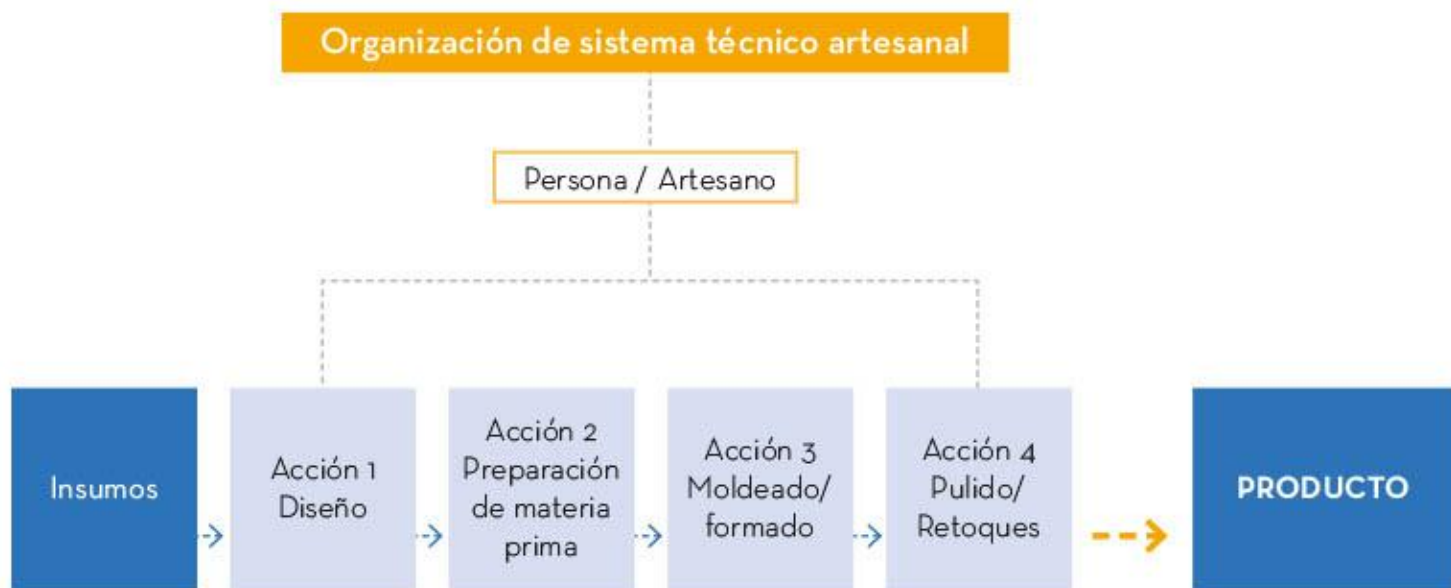 Organización de sistema técnico artesanal
Persona / Artesano
Insumos
Acción 1
Diseño
Acción 2
Preparación
de materia
prima
Acción 3
Moldeado/
formado
Acción 4
Pulido/
Retoques
PRODUCTO